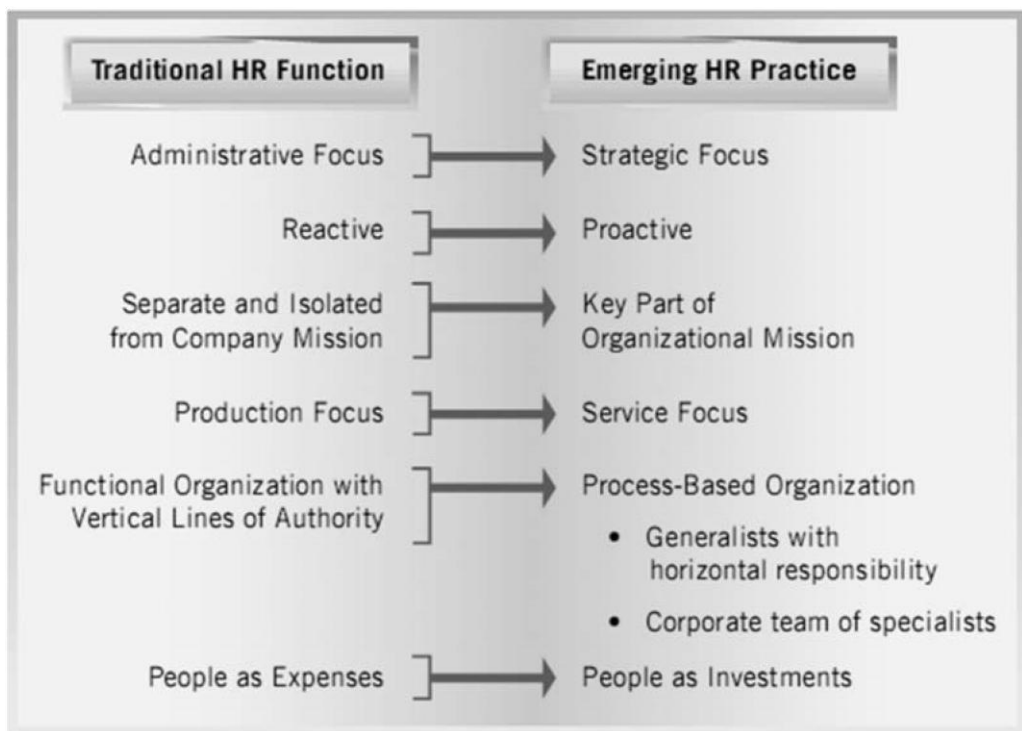 Traditional HR Function
Emerging HR Practice
Administrative Focus
Strategic Focus
Reactive
Proactive
Separate and Isolated
from Company Mission
Key Part of
Organizational Mission
Production Focus
Service Focus
Functional Organization with
Vertical Lines of Authority
Process-Based Organization
• Generalists with
horizontal responsibility
• Corporate team of specialists
People as Expenses
People as Investments